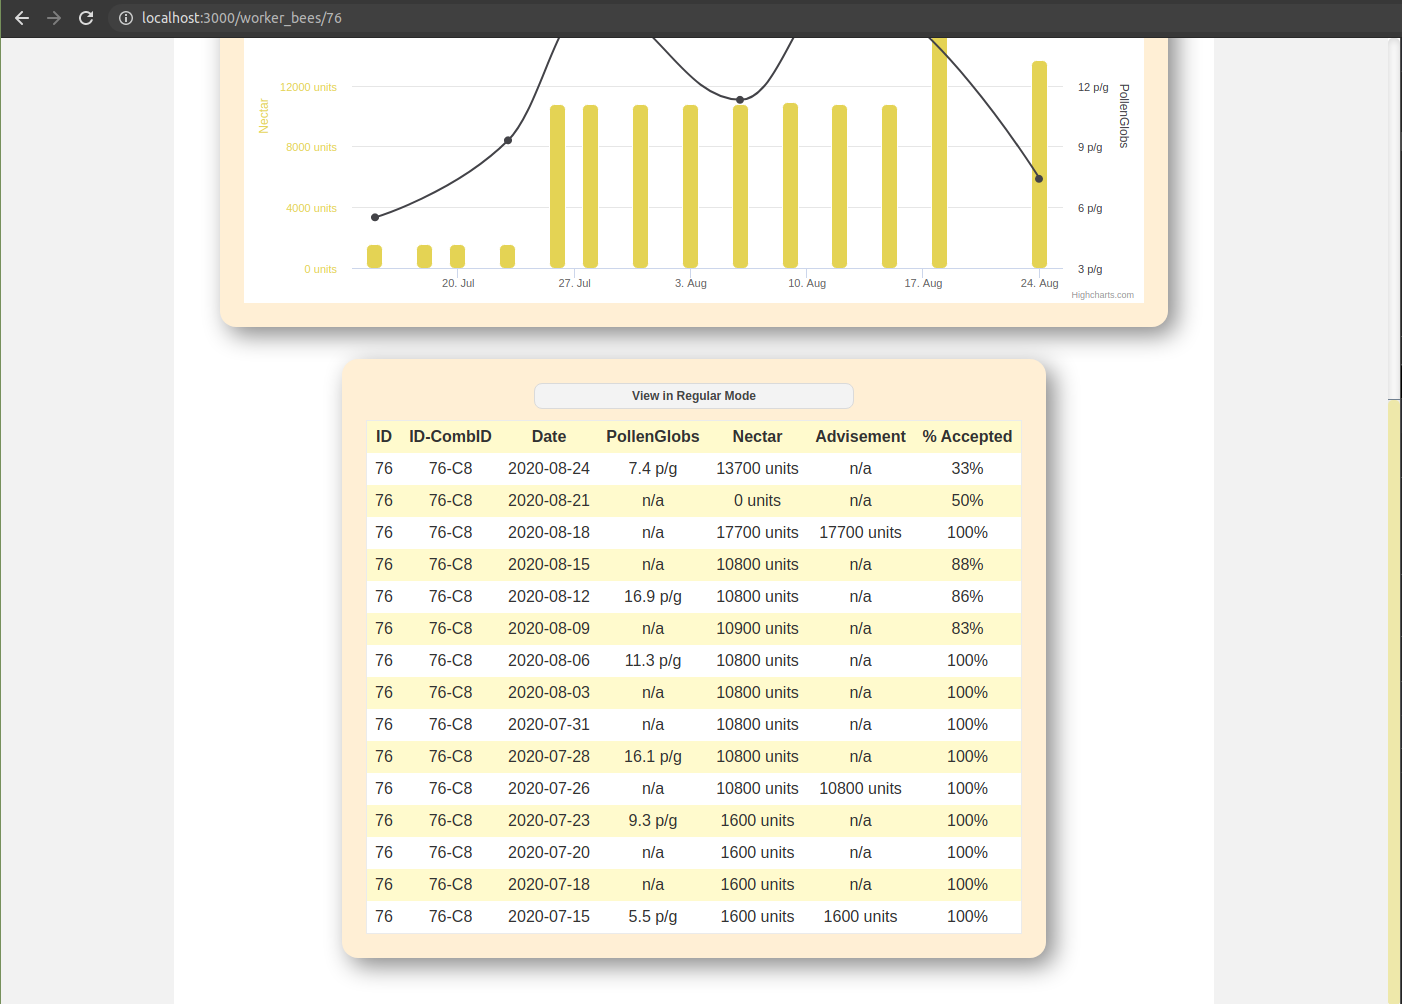 localhost:3000/worker_bees/76
12000 units
8000 units
4000 units
0 units
Nectar
12 p/g
9 p/g
6 p/g
3 p/g
PollenGlobs
20. Jul 27. Jul 3. Aug 10. Aug 17. Aug 24. Aug
Highcharts.com
View in Regular Mode
ID ID-CombID Date PollenGlobs Nectar Advisement % Accepted
76 76-C8 2020-08-24 7.4 p/g 13700 units n/a 33%
76 76-C8 2020-08-21 n/a 0 units n/a 50%
76 76-C8 2020-08-18 n/a 17700 units 17700 units 100%
76 76-C8 2020-08-15 n/a 10800 units n/a 88%
76 76-C8 2020-08-12 16.9 p/g 10800 units n/a 86%
76 76-C8 2020-08-09 n/a 10900 units n/a 83%
76 76-C8 2020-08-06 11.3 p/g 10800 units n/a 100%
76 76-C8 2020-08-03 n/a 10800 units n/a 100%
76 76-C8 2020-07-31 n/a 10800 units n/a 100%
76 76-C8 2020-07-28 16.1 p/g 10800 units n/a 100%
76 76-C8 2020-07-26 n/a 10800 units 10800 units 100%
76 76-C8 2020-07-23 9.3 p/g 1600 units n/a 100%
76 76-C8 2020-07-20 n/a 1600 units n/a 100%
76 76-C8 2020-07-18 n/a 1600 units n/a 100%
76 76-C8 2020-07-15 5.5 p/g 1600 units 1600 units 100%